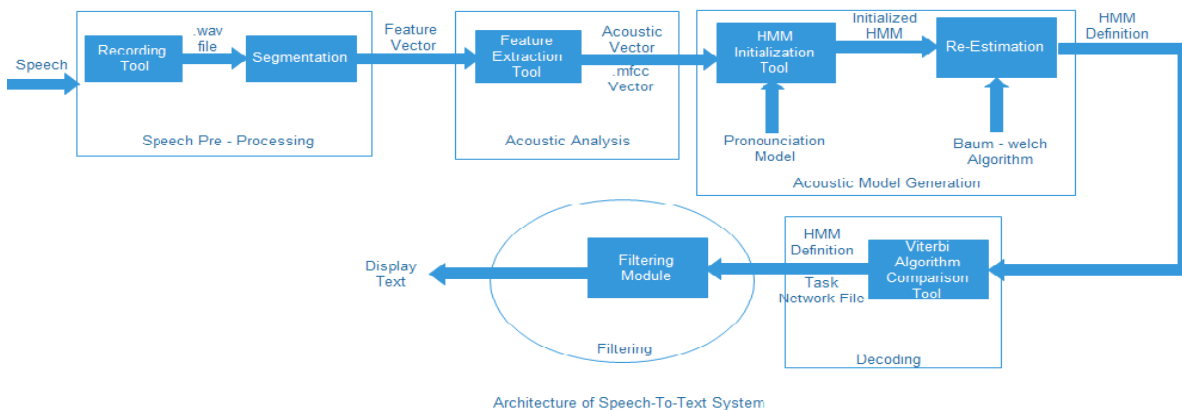 Speech
Recording
Tool
.wav
file
Segmentation
Speech Pre - Processing
Feature
Vector
Feature
Extraction
Tool
Acoustic
Vector
.mfcc
Vector
Acoustic Analysis
HMM
Initialization
Tool
Initialized
HMM
Re-Estimation
HMM
Definition
Pronounciation
Model
Baum - welch
Algorithm
Acoustic Model Generation
Viterbi
Algorithm
Comparison
Tool
HMM
Definition
Task
Network File
Decoding
Filtering
Module
Filtering
Display
Text
Architecture of Speech-To-Text System